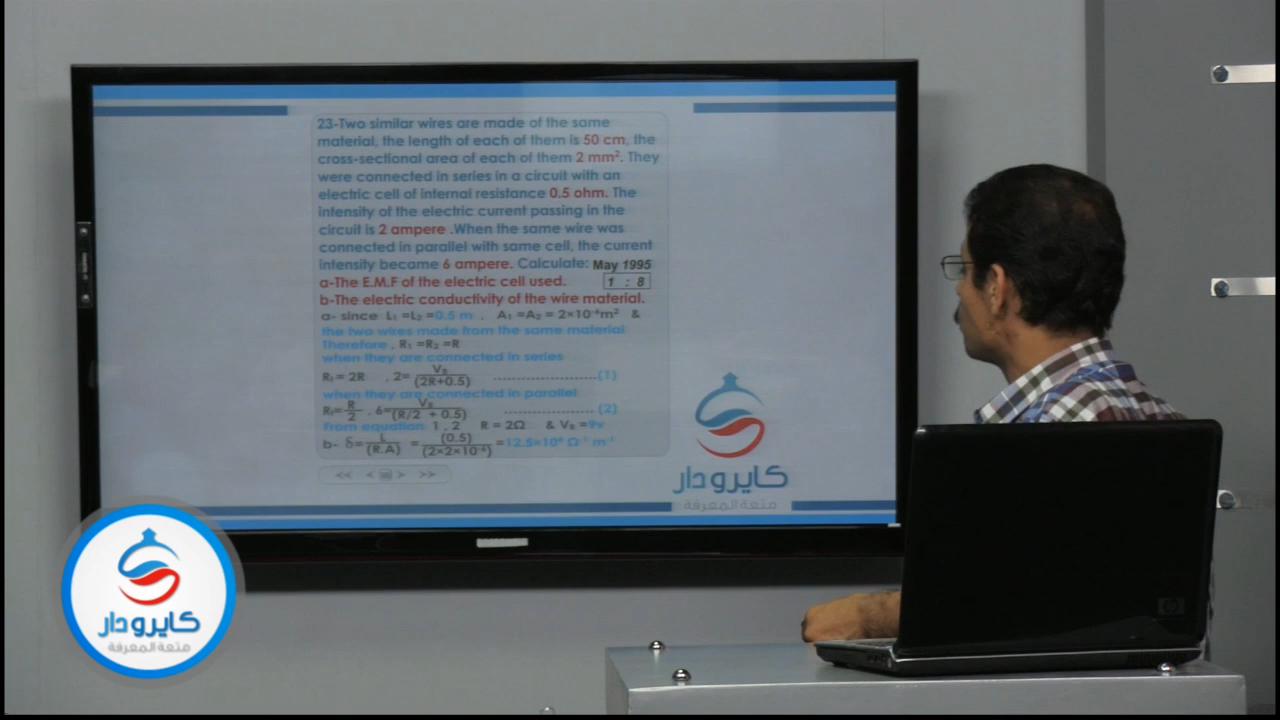 23-Two similar wires are made of the same
material, the length of each of them is 50 cm, the
cross-sectional area of each of them 2 mm². They
were connected in series in a circuit with an
electric cell of internal resistance 0.5 ohm. The
intensity of the electric current passing in the
circuit is 2 ampere .When the same wire was
connected in parallel with same cell, the current
intensity became 6 ampere. Calculate: May 1995
a-The E.M.F of the electric cell used. 1 : 8
b-The electric conductivity of the wire material.
a- since L₁ =L₂ =0.5 m , A₁ =A₂ = 2×10⁻⁶m² &
the two wires made from the same material
Therefore , R₁ =R₂ =R
when they are connected in series
Rₜ= 2R , 2= V_B/(2R+0.5) ........................(1)
when they are connected in parallel
Rₜ= R/2 , 6= V_B/(R/2 + 0.5) ........................(2)
From equation 1 , 2 R = 2Ω & V_B =9v
b- δ= L/(R.A) = (0.5)/(2×2×10⁻⁶) =12.5×10⁴ Ω⁻¹ m⁻¹
كايرودار
متعة المعرفة
كايرودار
متعة المعرفة
hp